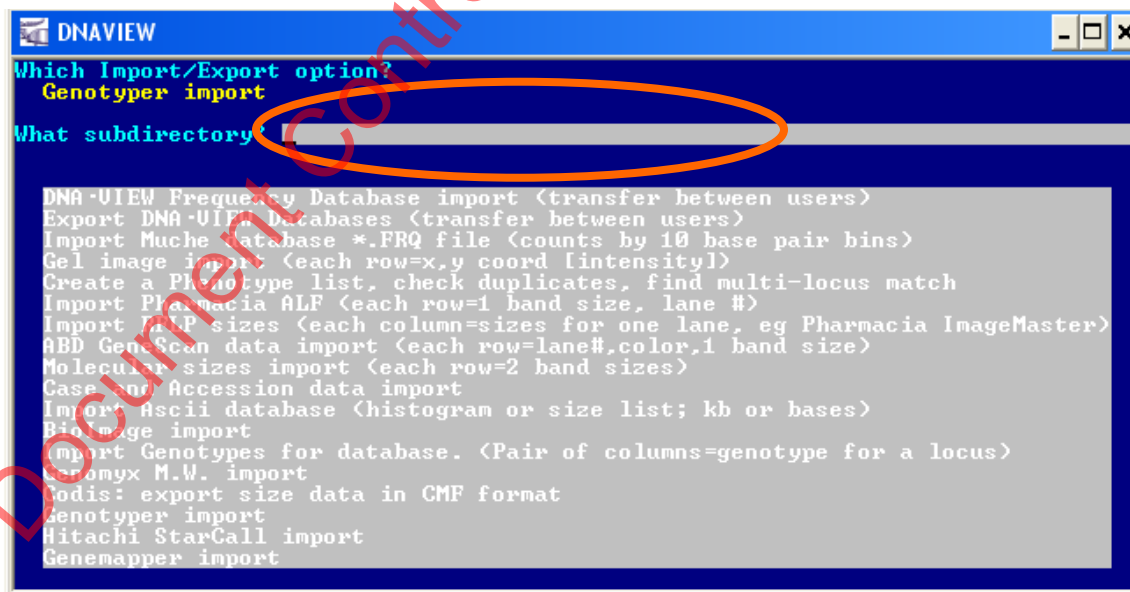 DNAVIEW
Which Import/Export option?
Genotyper import
What subdirectory?
DNA·VIEW Frequency Database import (transfer between users)
Export DNA·VIEW Databases (transfer between users)
Import Muche database *.FRQ file (counts by 10 base pair bins)
Gel image import (each row=x,y coord [intensity])
Create a Phenotype list, check duplicates, find multi-locus match
Import Pharmacia ALF (each row=1 band size, lane #)
Import RFLP sizes (each column=sizes for one lane, eg Pharmacia ImageMaster)
ABD GeneScan data import (each row=lane#,color,1 band size)
Molecular sizes import (each row=2 band sizes)
Case and Accession data import
Import Ascii database (histogram or size list; kb or bases)
BioImage import
Import Genotypes for database. (Pair of columns=genotype for a locus)
Genomyx M.W. import
Codis: export size data in CMF format
Genotyper import
Hitachi StarCall import
Genemapper import
Document Contro